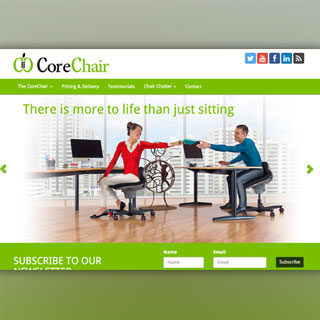 CoreChair
The CoreChair Pricing & Delivery Testimonials Chair Chatter Contact
There is more to life than just sitting
SUBSCRIBE TO OUR
NEWSLETTER
Name Email
Name Email Subscribe